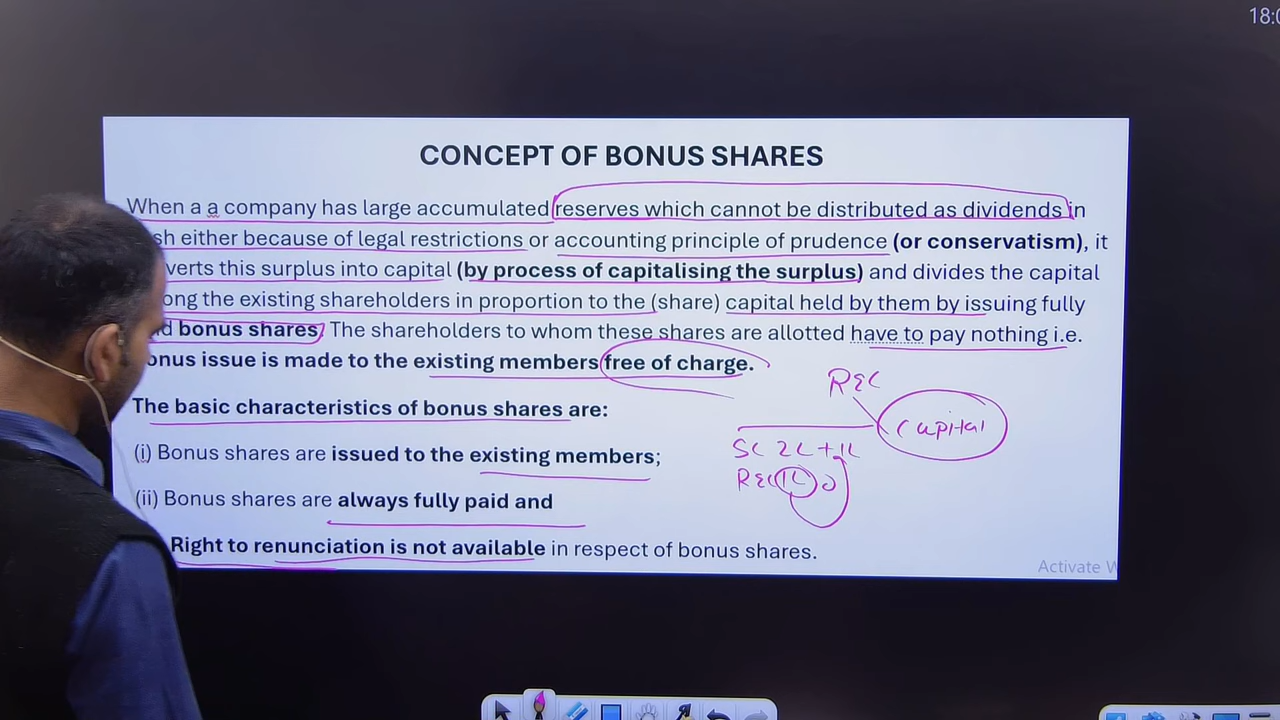 18:0
CONCEPT OF BONUS SHARES
When a a company has large accumulated reserves which cannot be distributed as dividends in
sh either because of legal restrictions or accounting principle of prudence (or conservatism), it
verts this surplus into capital (by process of capitalising the surplus) and divides the capital
ong the existing shareholders in proportion to the (share) capital held by them by issuing fully
d bonus shares. The shareholders to whom these shares are allotted have to pay nothing i.e.
onus issue is made to the existing members free of charge.
R&S
Capital
The basic characteristics of bonus shares are:
(i) Bonus shares are issued to the existing members;
SC 2L + 1L
R&S 1L 0
(ii) Bonus shares are always fully paid and
Right to renunciation is not available in respect of bonus shares.
Activate W